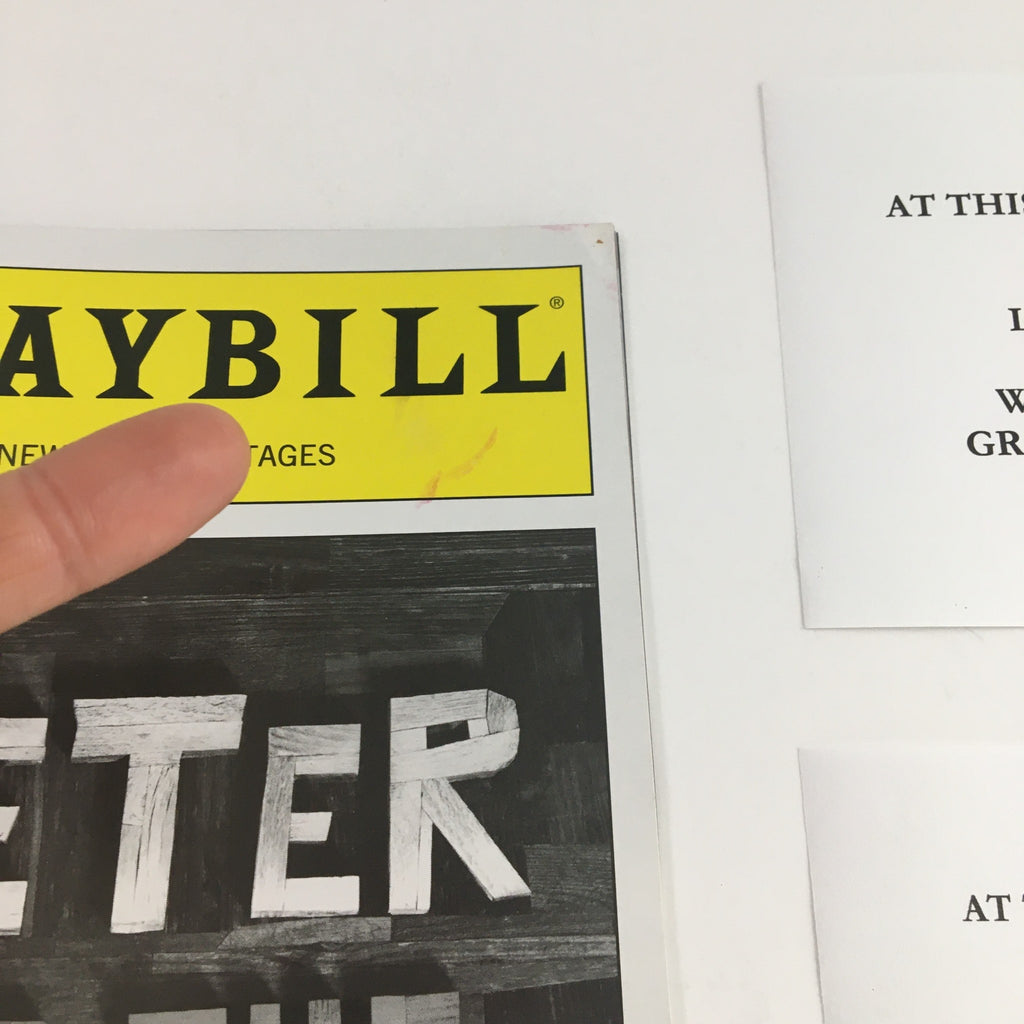 AYBILL®
NEW TAGES
ETER
AT THIS
L
W
GR
AT